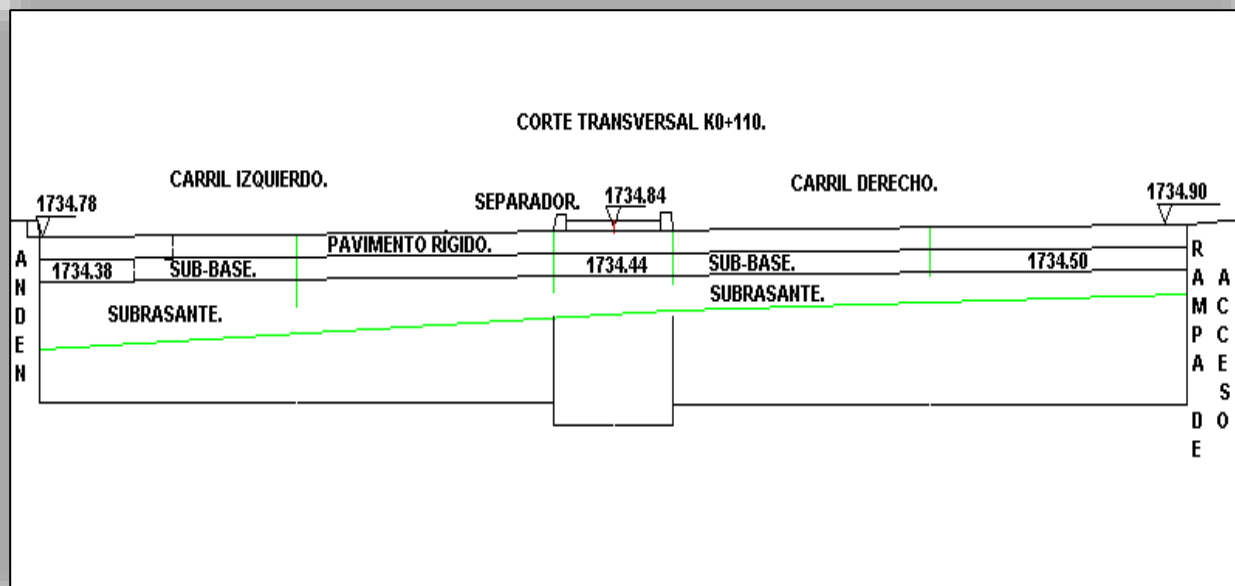 CORTE TRANSVERSAL K0+110.
CARRIL IZQUIERDO.
CARRIL DERECHO.
1734.78
SEPARADOR.
1734.84
1734.90
PAVIMENTO RIGIDO.
1734.38
SUB-BASE.
1734.44
SUB-BASE.
1734.50
SUBRASANTE.
SUBRASANTE.
ANDEN
RAMPA DE
ACCESO